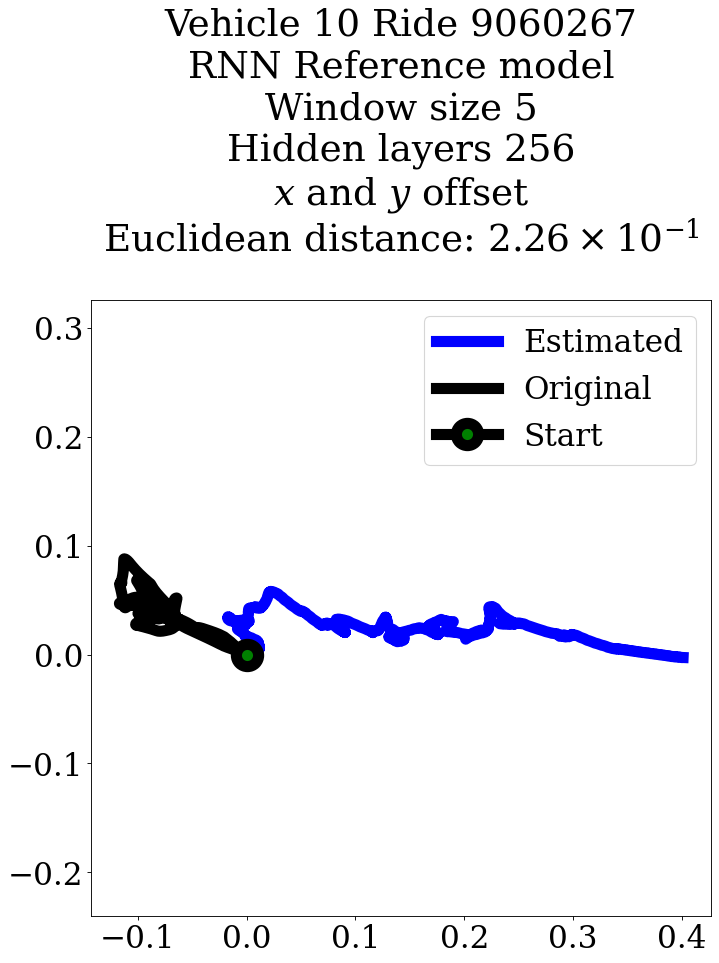 Vehicle 10 Ride 9060267
RNN Reference model
Window size 5
Hidden layers 256
x and y offset
Euclidean distance: 2.26 × 10⁻¹
Estimated
Original
Start
0.3
0.2
0.1
0.0
−0.1
−0.2
−0.1 0.0 0.1 0.2 0.3 0.4